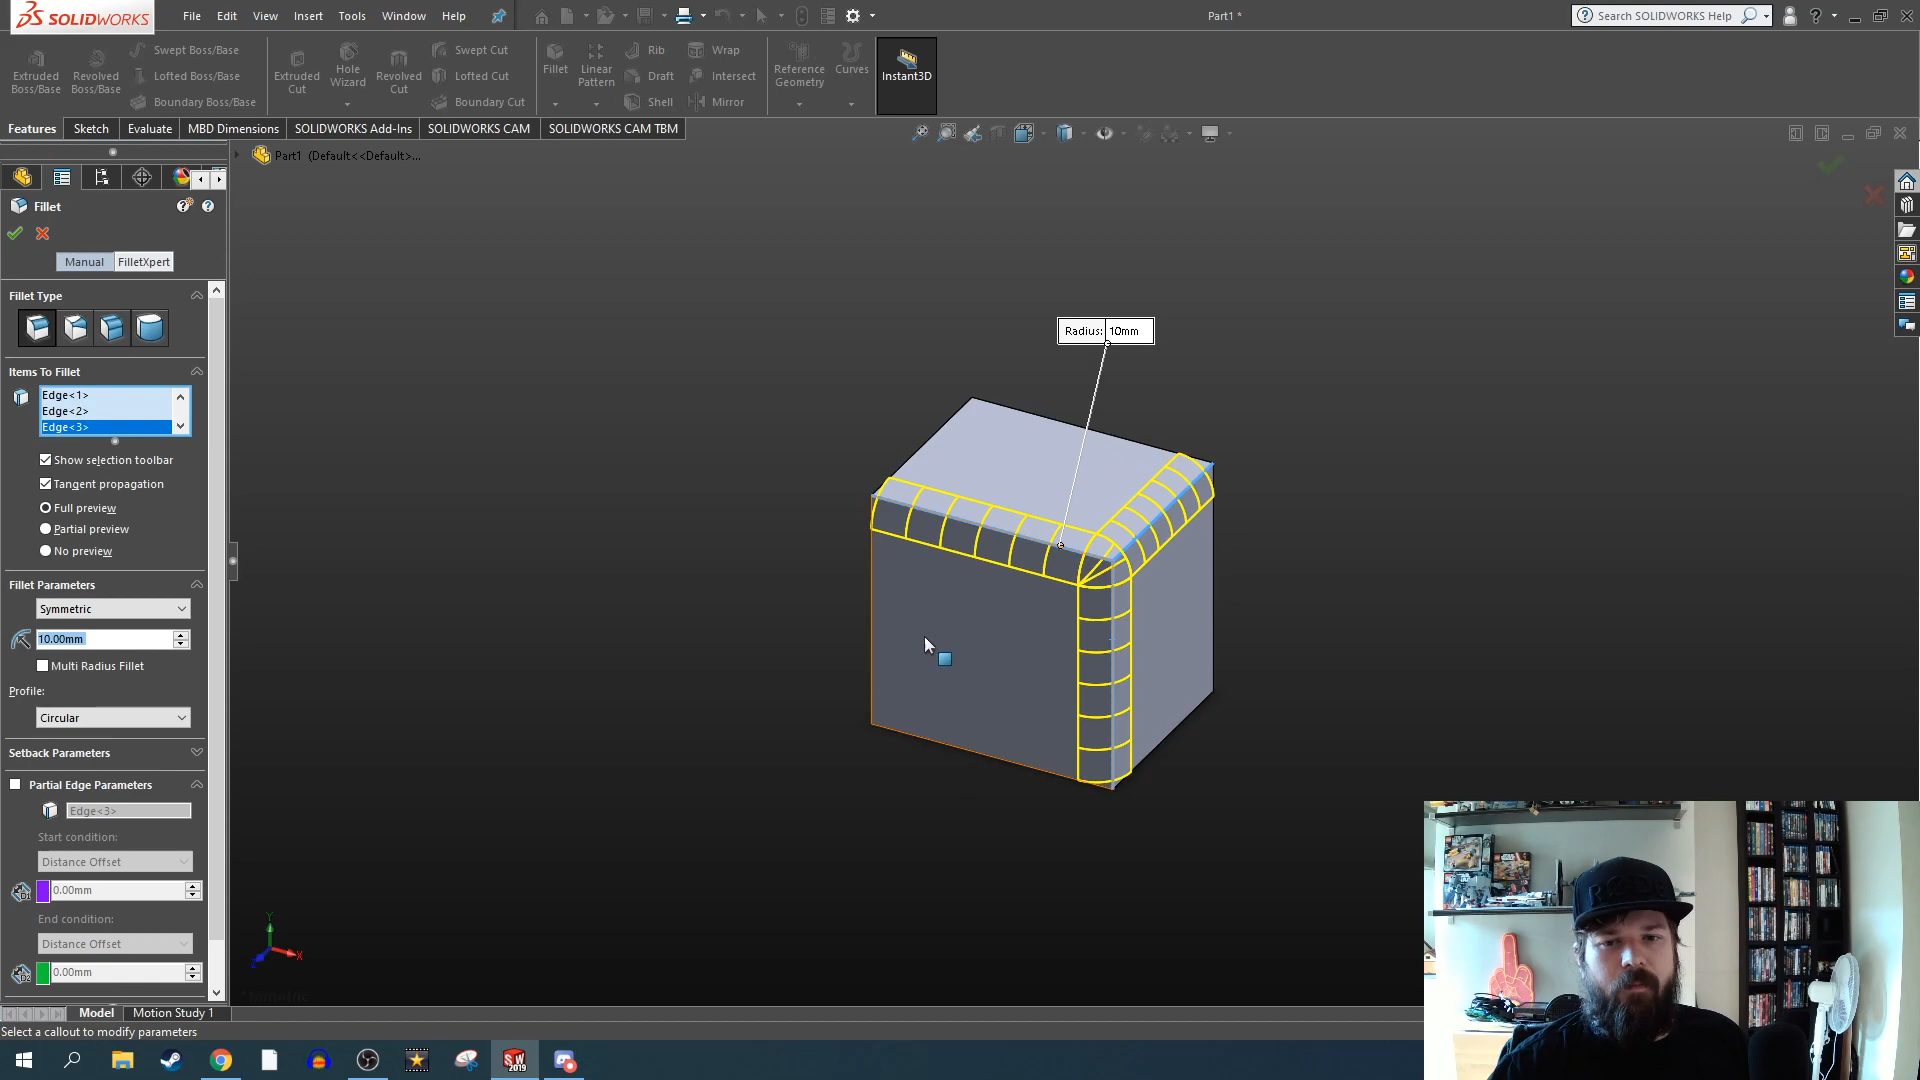 SOLIDWORKS
File Edit View Insert Tools Window Help
Part1 *
Search SOLIDWORKS Help
Extruded Boss/Base
Revolved Boss/Base
Swept Boss/Base
Lofted Boss/Base
Boundary Boss/Base
Extruded Cut
Hole Wizard
Revolved Cut
Swept Cut
Lofted Cut
Boundary Cut
Fillet
Linear Pattern
Rib
Draft
Shell
Wrap
Intersect
Mirror
Reference Geometry
Curves
Instant3D
Features Sketch Evaluate MBD Dimensions SOLIDWORKS Add-Ins SOLIDWORKS CAM SOLIDWORKS CAM TBM
Part1 (Default<<Default>...
Fillet
Manual FilletXpert
Fillet Type
Items To Fillet
Edge<1>
Edge<2>
Edge<3>
Show selection toolbar
Tangent propagation
Full preview
Partial preview
No preview
Fillet Parameters
Symmetric
10.00mm
Multi Radius Fillet
Profile:
Circular
Setback Parameters
Partial Edge Parameters
Edge<3>
Start condition:
Distance Offset
0.00mm
End condition:
Distance Offset
0.00mm
Radius: 10mm
Y
X
Z
Model Motion Study 1
Select a callout to modify parameters
SW
2019